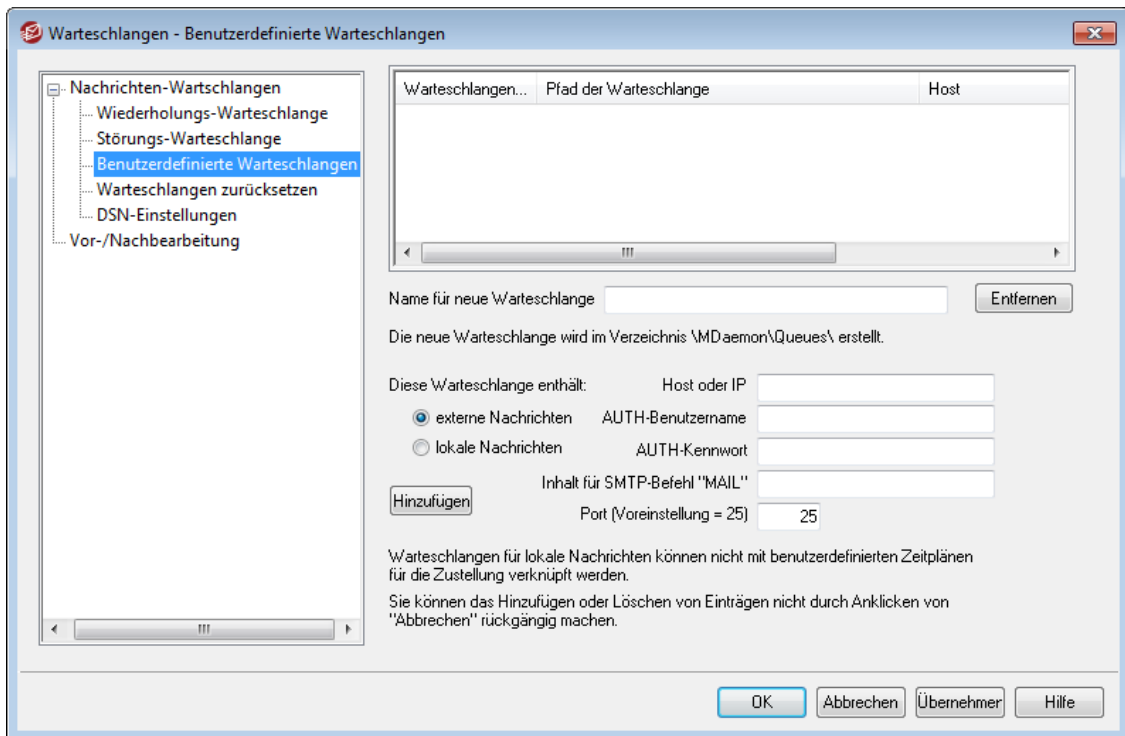 Warteschlangen - Benutzerdefinierte Warteschlangen
Nachrichten-Wartschlangen
Wiederholungs-Warteschlange
Störungs-Warteschlange
Benutzerdefinierte Warteschlangen
Warteschlangen zurücksetzen
DSN-Einstellungen
Vor-/Nachbearbeitung
Warteschlangen... Pfad der Warteschlange Host
Name für neue Warteschlange Entfernen
Die neue Warteschlange wird im Verzeichnis \MDaemon\Queues\ erstellt.
Diese Warteschlange enthält: Host oder IP
externe Nachrichten AUTH-Benutzername
lokale Nachrichten AUTH-Kennwort
Inhalt für SMTP-Befehl "MAIL"
Hinzufügen
Port (Voreinstellung = 25) 25
Warteschlangen für lokale Nachrichten können nicht mit benutzerdefinierten Zeitplänen
für die Zustellung verknüpft werden.
Sie können das Hinzufügen oder Löschen von Einträgen nicht durch Anklicken von
"Abbrechen" rückgängig machen.
OK Abbrechen Übernehmer Hilfe